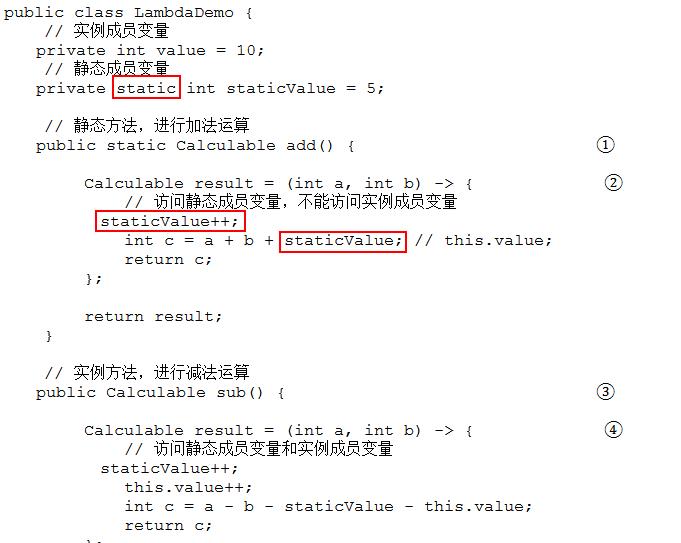 public class LambdaDemo {
// 实例成员变量
private int value = 10;
// 静态成员变量
private static int staticValue = 5;
// 静态方法，进行加法运算
public static Calculable add() { ①
Calculable result = (int a, int b) -> { ②
// 访问静态成员变量，不能访问实例成员变量
staticValue++;
int c = a + b + staticValue; // this.value;
return c;
};
return result;
}
// 实例方法，进行减法运算
public Calculable sub() { ③
Calculable result = (int a, int b) -> { ④
// 访问静态成员变量和实例成员变量
staticValue++;
this.value++;
int c = a - b - staticValue - this.value;
return c;
};